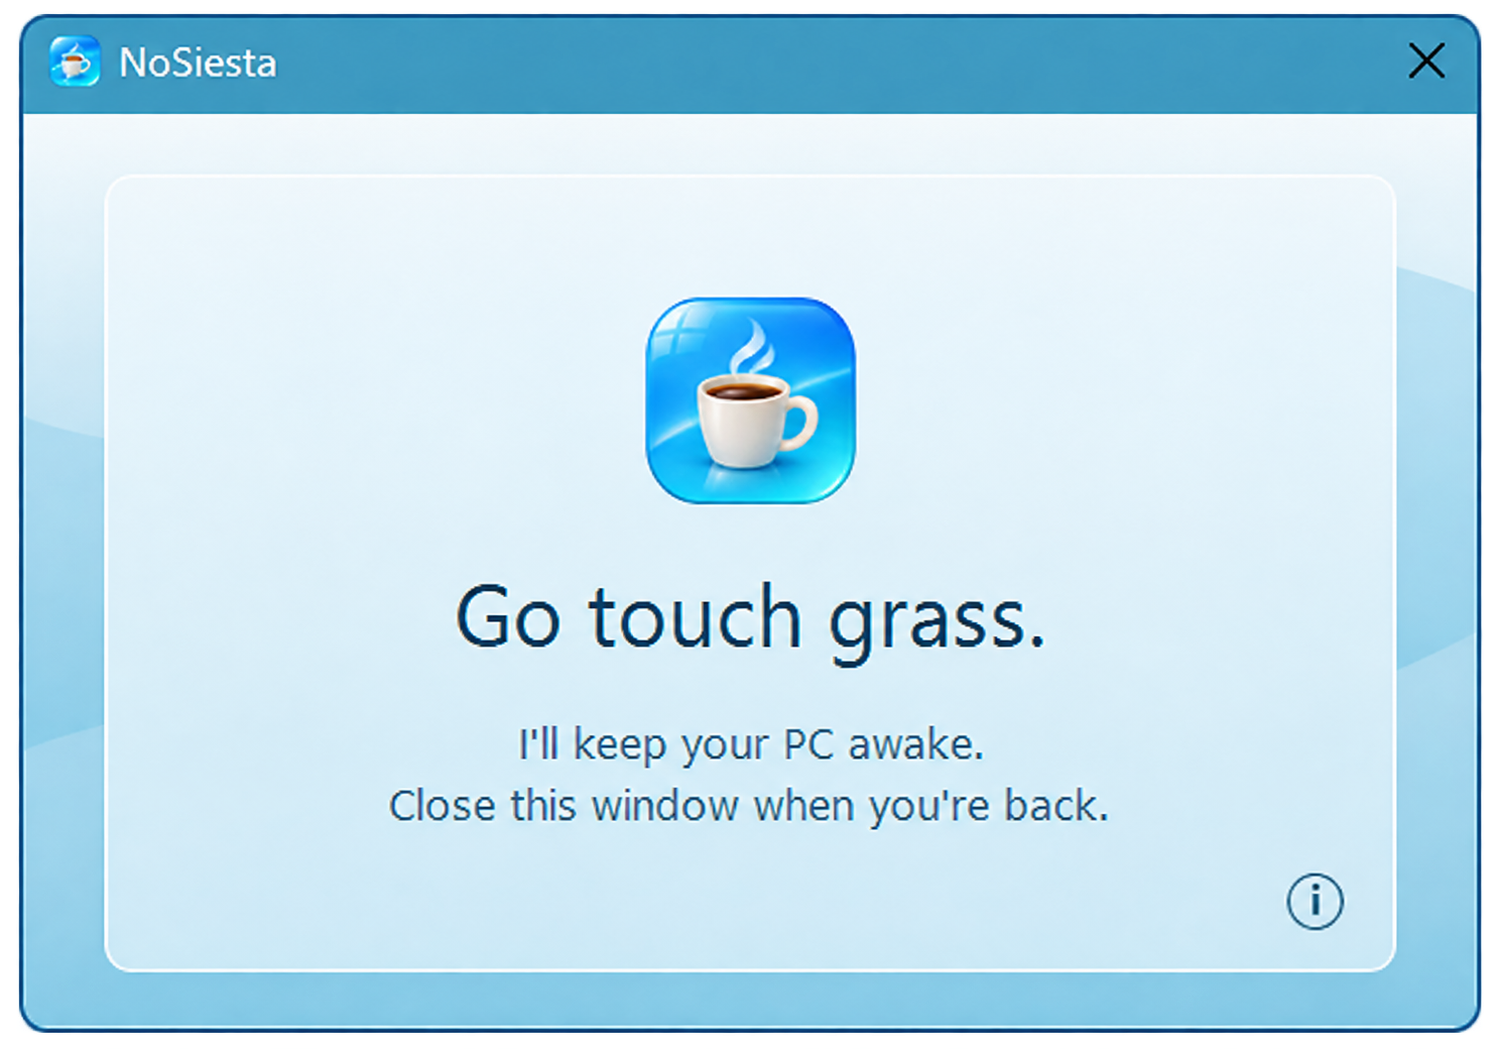 NoSiesta
Go touch grass.
I'll keep your PC awake.
Close this window when you're back.
i